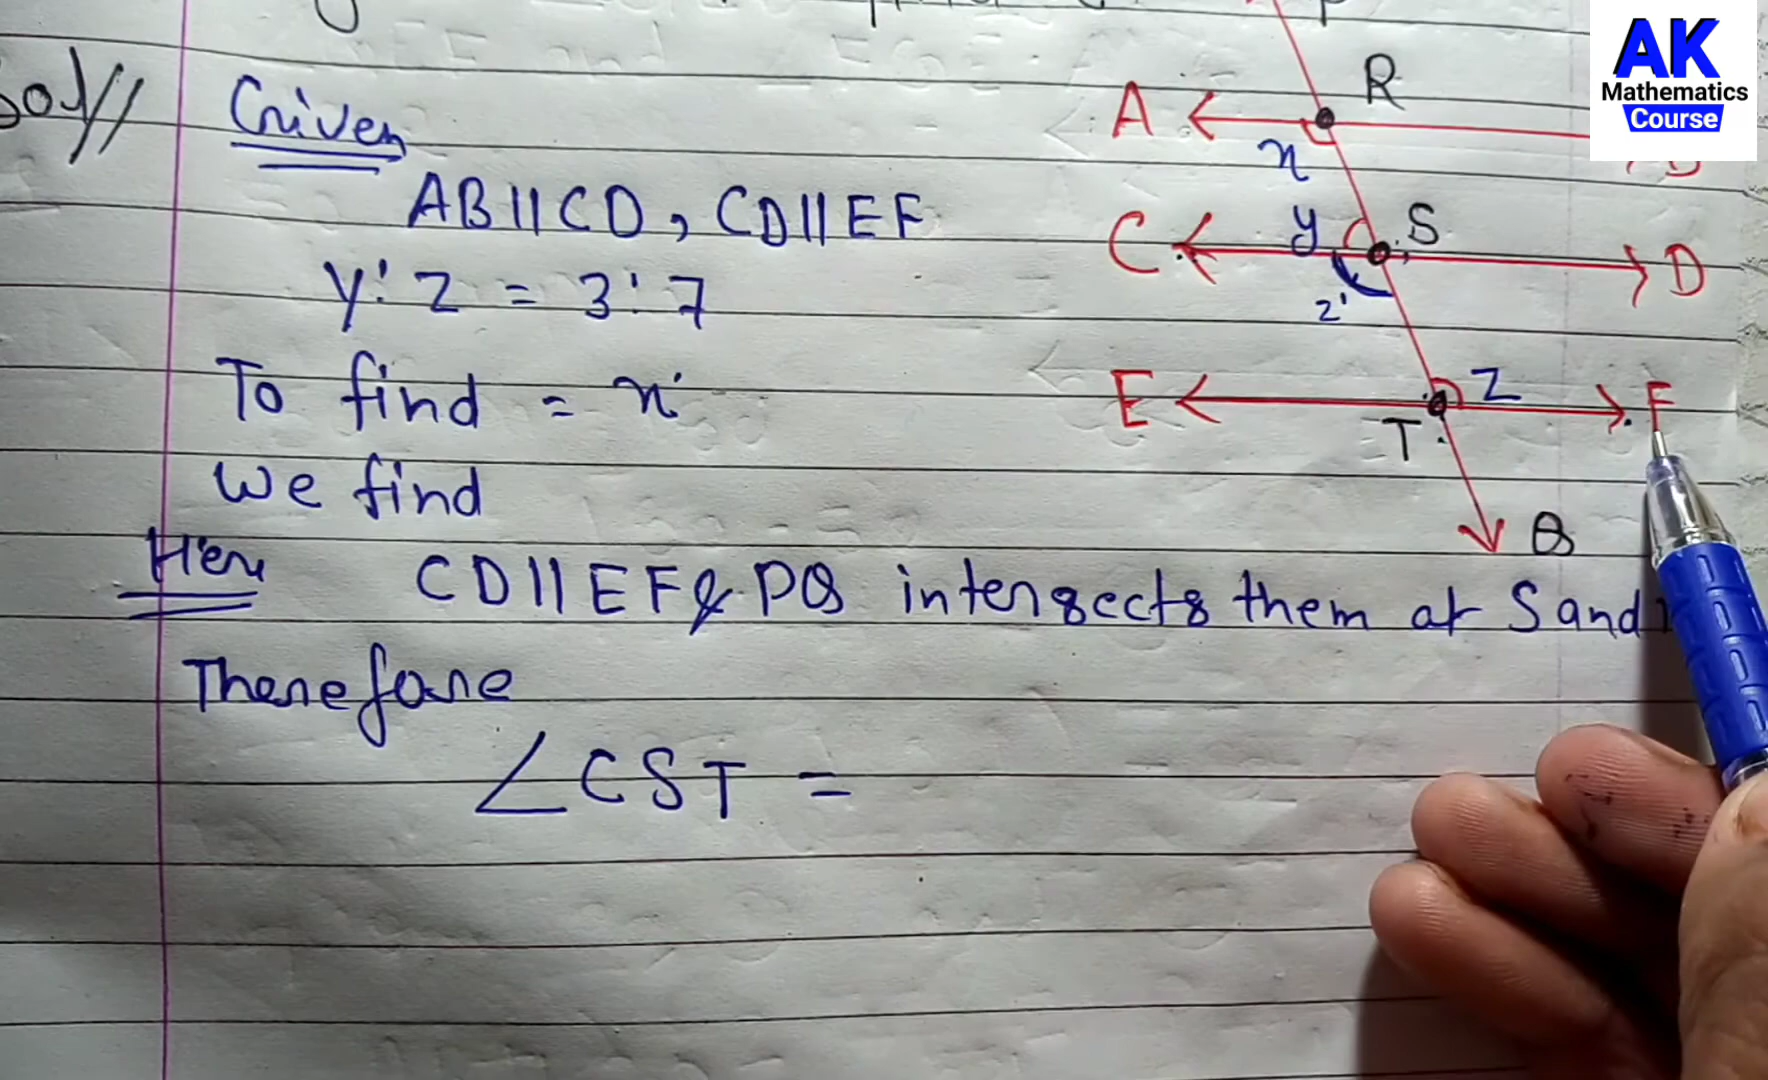 Sol//
Given
AB||CD, CD||EF
y:z = 3:7
To find = x
We find
Here CD||EF & PQ intersects them at S and
Therefore
∠CST =
R
A
x
C y S D
z'
E z F
T
Q
AK
Mathematics
Course